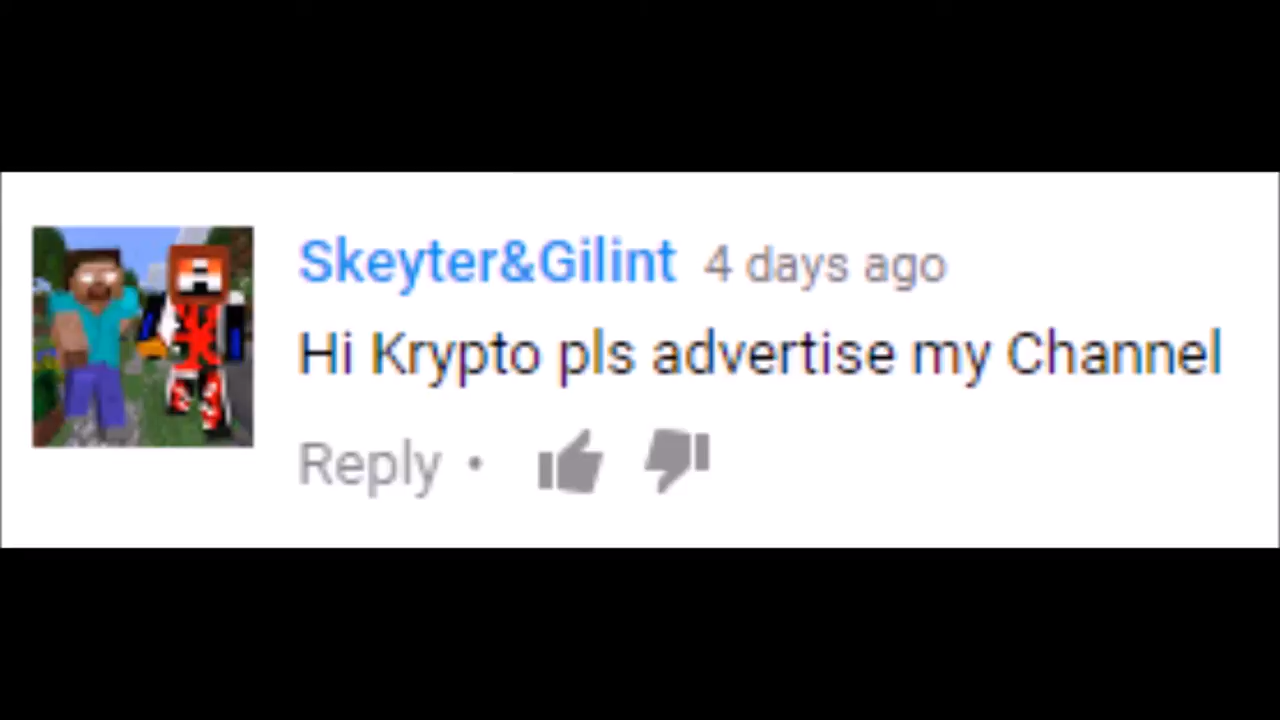 Skeyter&Gilint 4 days ago
Hi Krypto pls advertise my Channel
Reply •